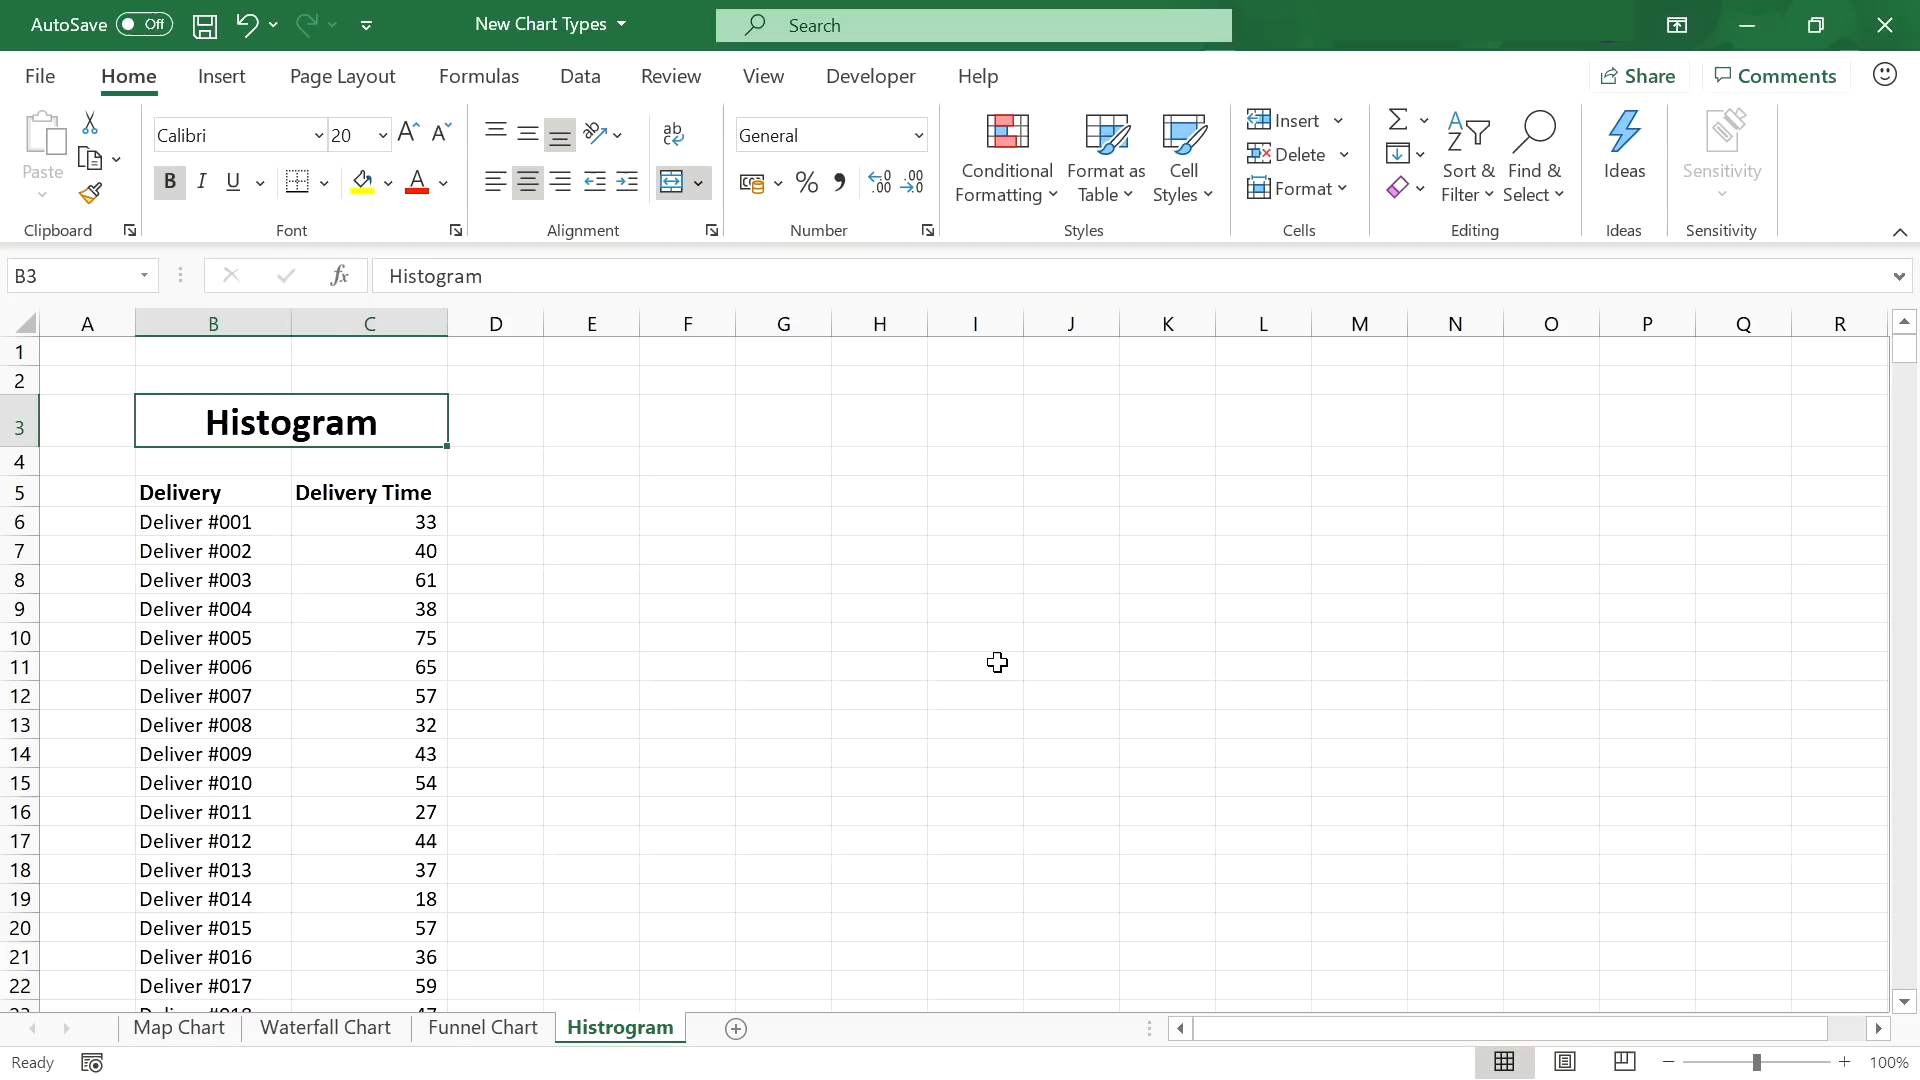 AutoSave Off New Chart Types Search
File Home Insert Page Layout Formulas Data Review View Developer Help Share Comments
Paste
Clipboard
Calibri 20
B I U A
Font
ab
Alignment
General
% .00 .00
Number
Conditional Formatting
Format as Table
Cell Styles
Styles
Insert
Delete
Format
Cells
Sort & Filter
Find & Select
Editing
Ideas
Ideas
Sensitivity
Sensitivity
B3 fx Histogram
A B C D E F G H I J K L M N O P Q R
1
2
3 Histogram
4
5 Delivery Delivery Time
6 Deliver #001 33
7 Deliver #002 40
8 Deliver #003 61
9 Deliver #004 38
10 Deliver #005 75
11 Deliver #006 65
12 Deliver #007 57
13 Deliver #008 32
14 Deliver #009 43
15 Deliver #010 54
16 Deliver #011 27
17 Deliver #012 44
18 Deliver #013 37
19 Deliver #014 18
20 Deliver #015 57
21 Deliver #016 36
22 Deliver #017 59
Map Chart Waterfall Chart Funnel Chart Histrogram
Ready 100%